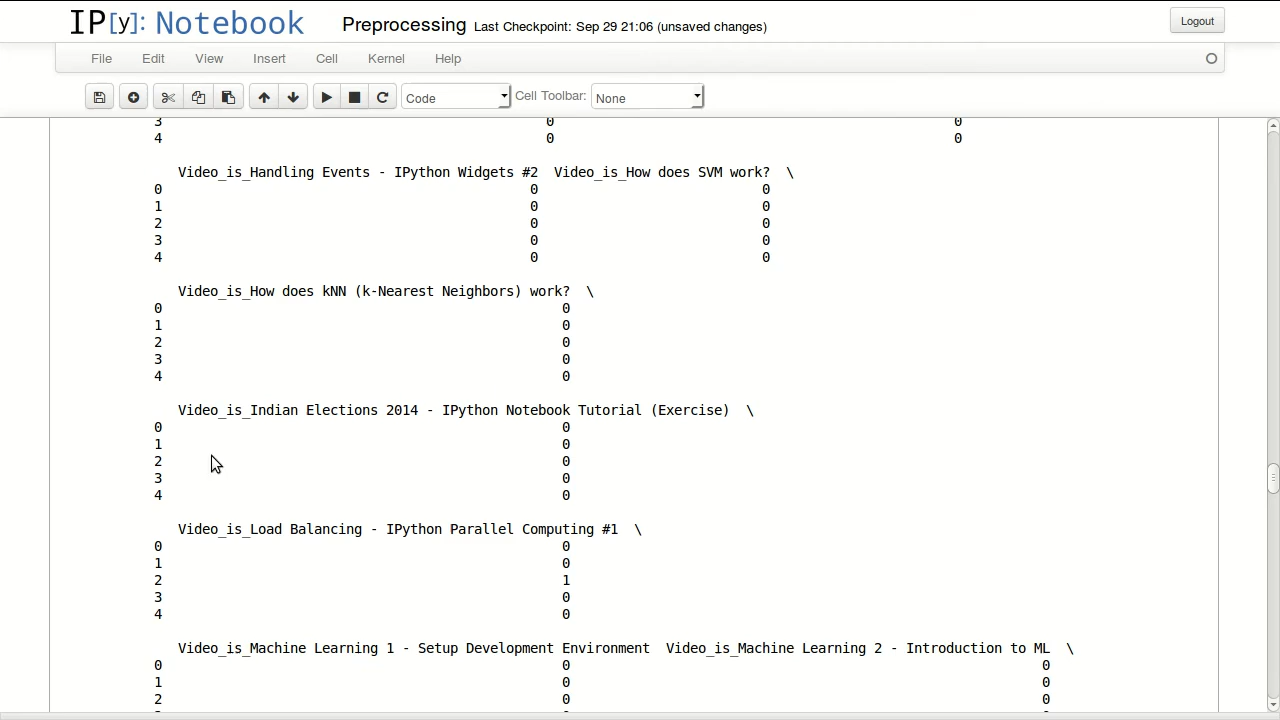 IP[y]: Notebook Preprocessing Last Checkpoint: Sep 29 21:06 (unsaved changes) Logout
File Edit View Insert Cell Kernel Help
Code Cell Toolbar: None
3 0 0
4 0 0
Video_is_Handling Events - IPython Widgets #2 Video_is_How does SVM work? \
0 0 0
1 0 0
2 0 0
3 0 0
4 0 0
Video_is_How does kNN (k-Nearest Neighbors) work? \
0 0
1 0
2 0
3 0
4 0
Video_is_Indian Elections 2014 - IPython Notebook Tutorial (Exercise) \
0 0
1 0
2 0
3 0
4 0
Video_is_Load Balancing - IPython Parallel Computing #1 \
0 0
1 0
2 1
3 0
4 0
Video_is_Machine Learning 1 - Setup Development Environment Video_is_Machine Learning 2 - Introduction to ML \
0 0 0
1 0 0
2 0 0